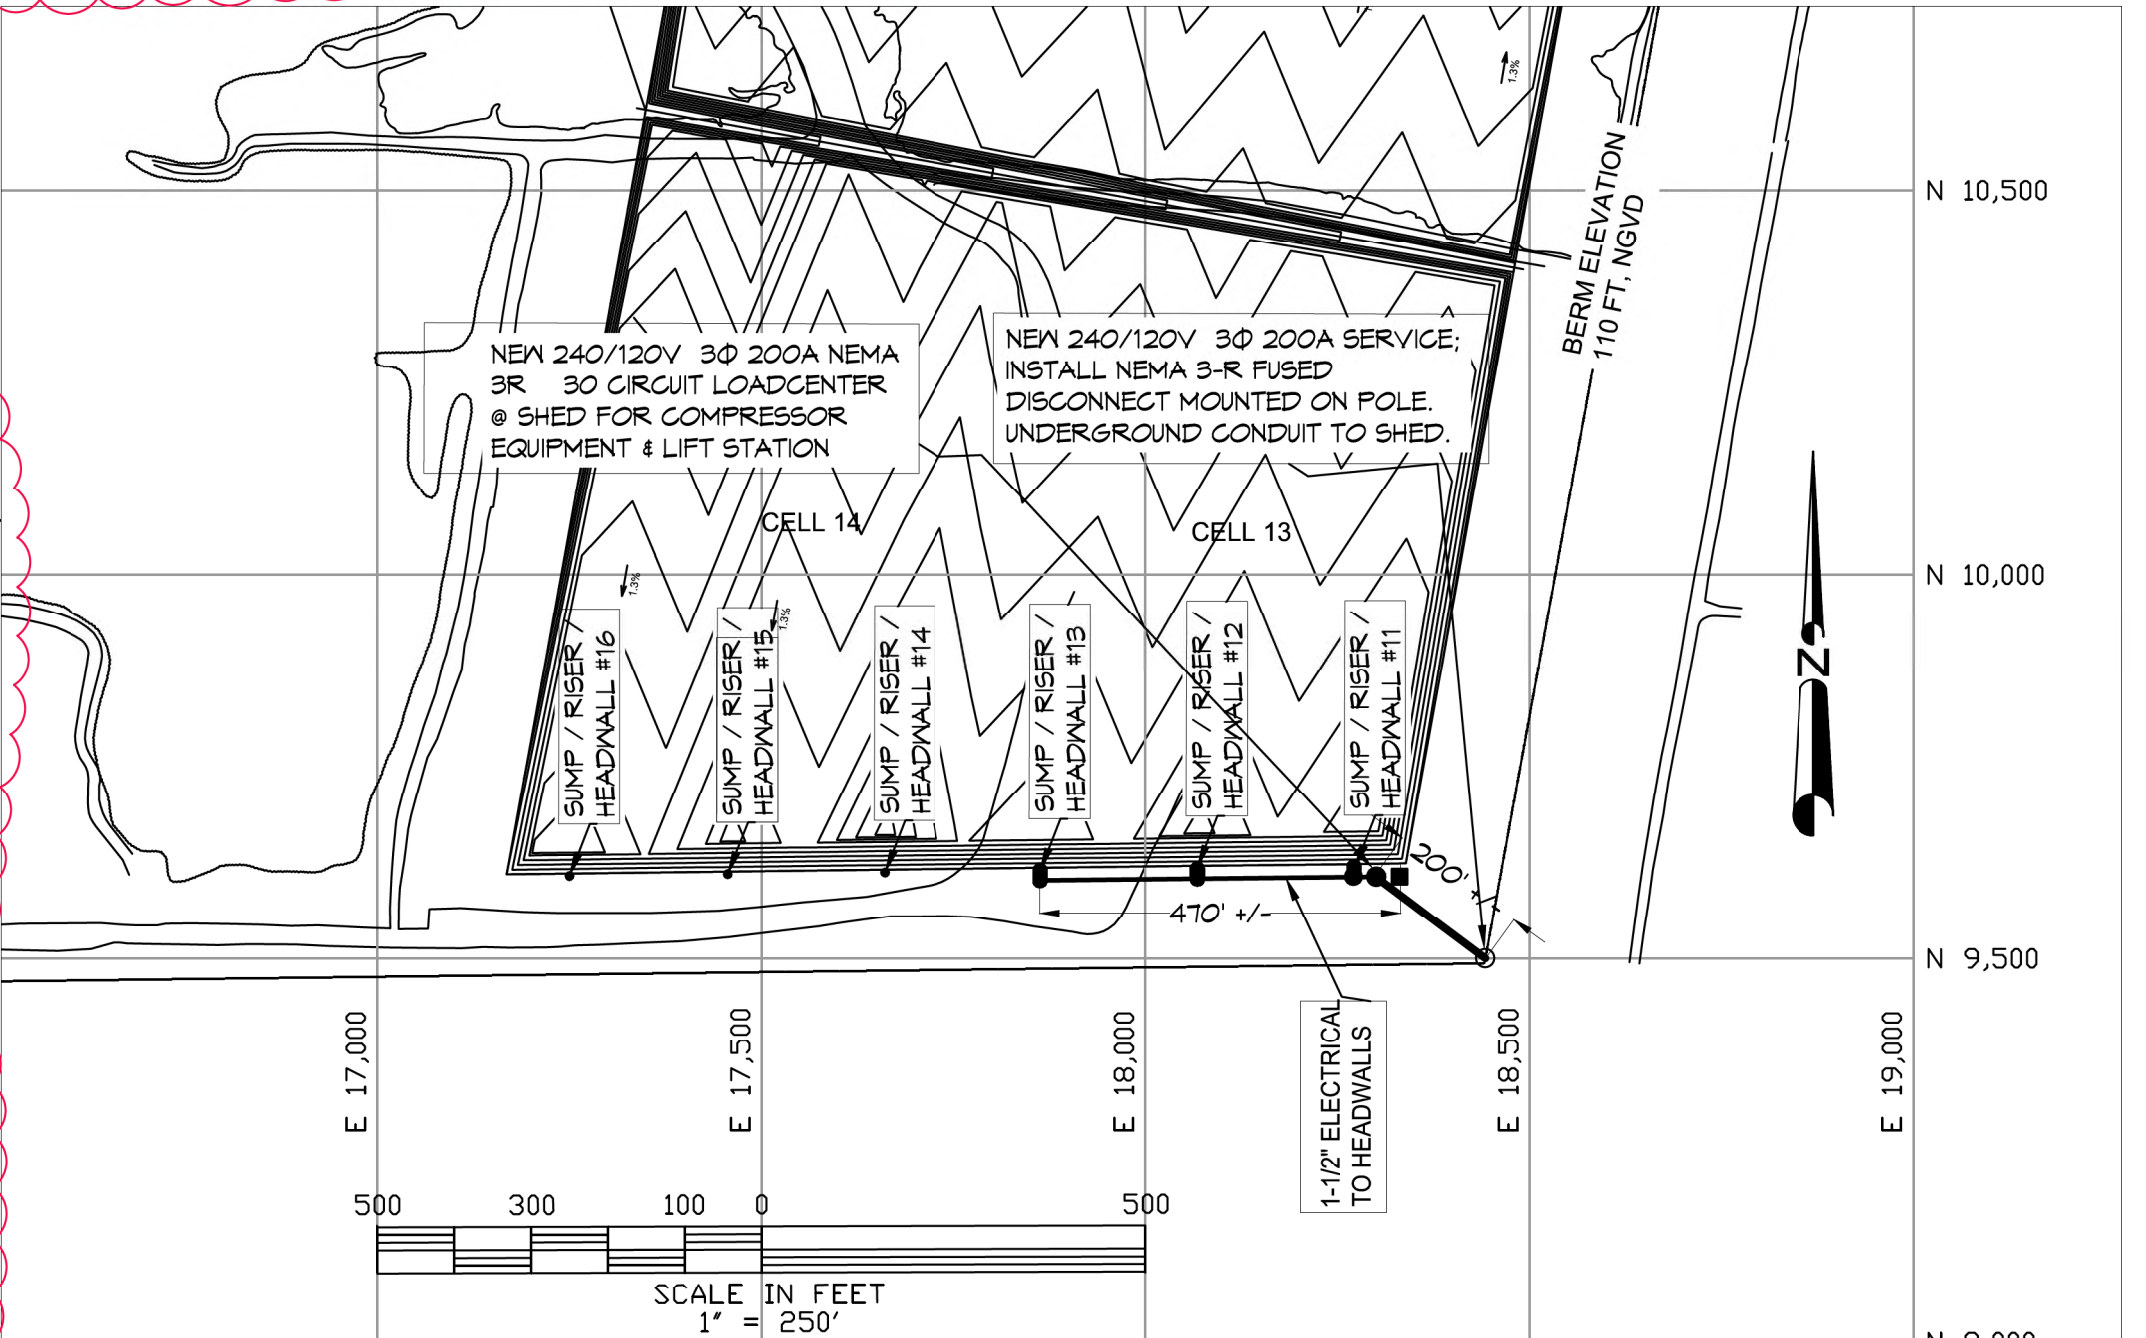 1.3%
BERM ELEVATION
110 FT, NGVD
N 10,500
NEW 240/120V 3Φ 200A NEMA
3R 30 CIRCUIT LOADCENTER
@ SHED FOR COMPRESSOR
EQUIPMENT & LIFT STATION
NEW 240/120V 3Φ 200A SERVICE;
INSTALL NEMA 3-R FUSED
DISCONNECT MOUNTED ON POLE.
UNDERGROUND CONDUIT TO SHED.
CELL 14
CELL 13
N 10,000
1.3%
1.3%
SUMP / RISER /
HEADWALL #16
SUMP / RISER /
HEADWALL #15
SUMP / RISER /
HEADWALL #14
SUMP / RISER /
HEADWALL #13
SUMP / RISER /
HEADWALL #12
SUMP / RISER /
HEADWALL #11
N
200' +/-
470' +/-
N 9,500
E 17,000
E 17,500
E 18,000
E 18,500
E 19,000
1-1/2" ELECTRICAL
TO HEADWALLS
500 300 100 0 500
SCALE IN FEET
1" = 250'